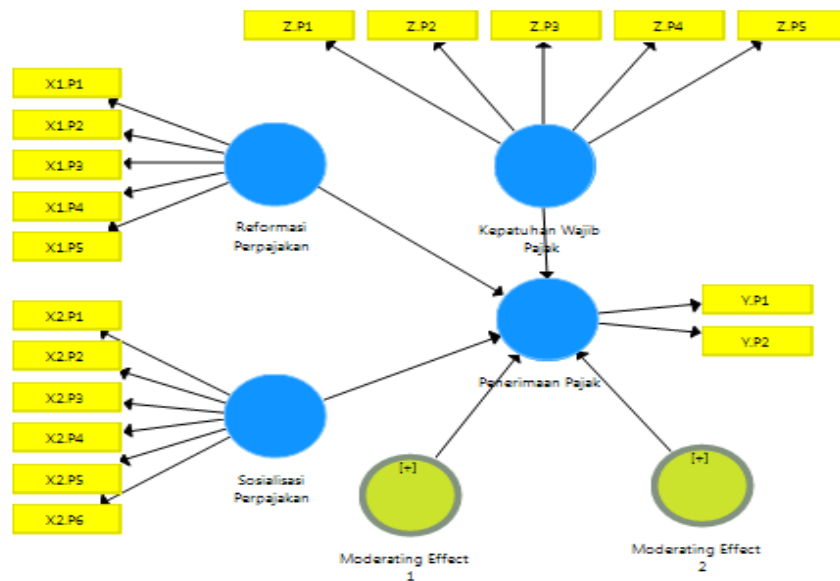 Z.P1
Z.P2
Z.P3
Z.P4
Z.P5
X1.P1
X1.P2
X1.P3
X1.P4
X1.P5
Reformasi
Perpajakan
Kepatuhan Wajib
Pajak
X2.P1
X2.P2
X2.P3
X2.P4
X2.P5
X2.P6
Sosialisasi
Perpajakan
Penerimaan Pajak
Y.P1
Y.P2
[+]
Moderating Effect
1
[+]
Moderating Effect
2